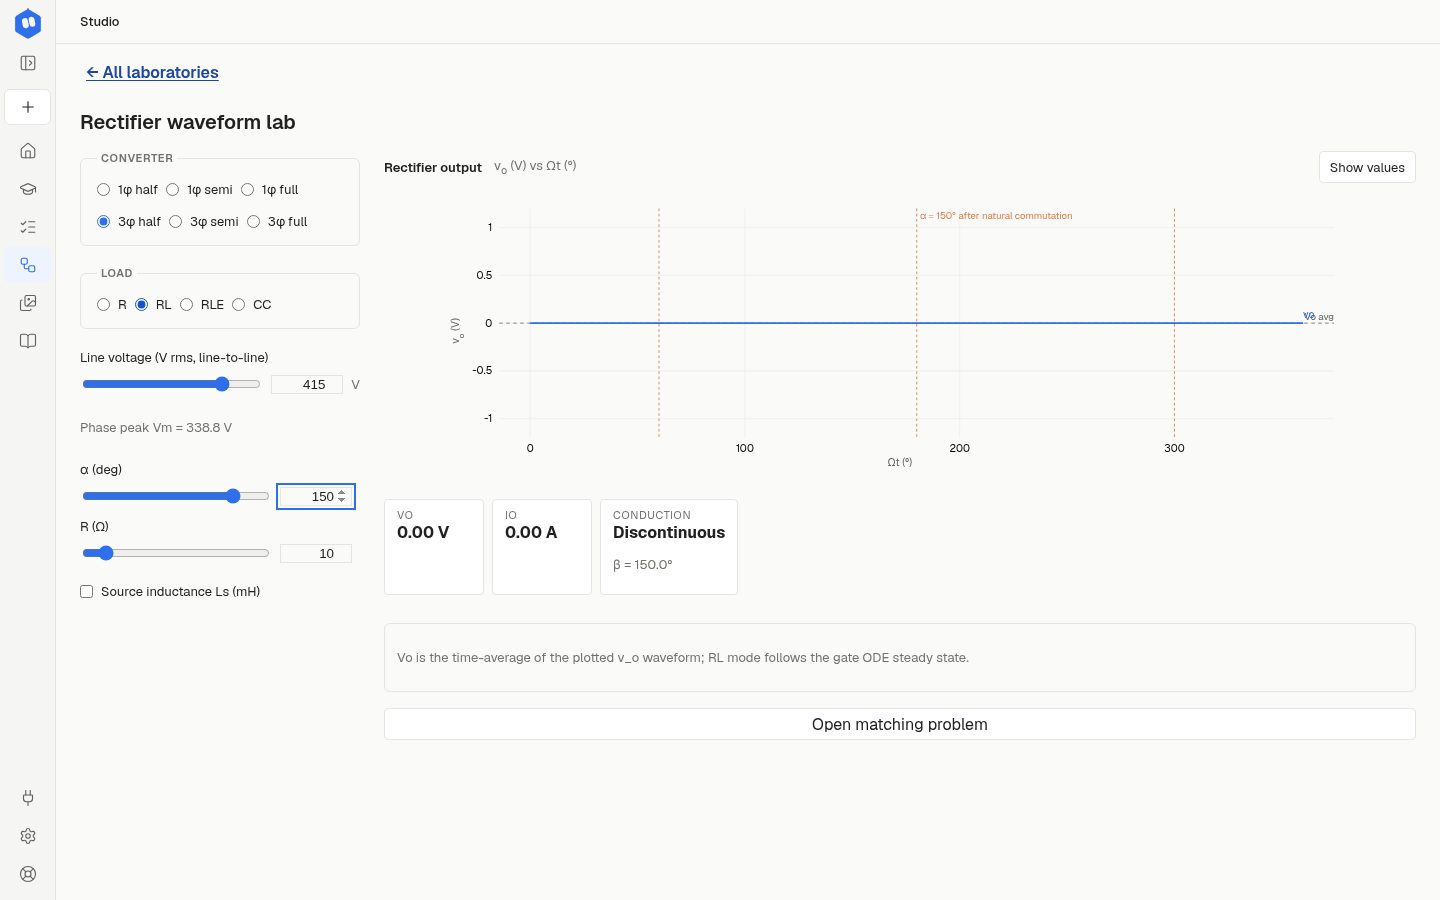 Studio
← All laboratories
Rectifier waveform lab
CONVERTER
1φ half 1φ semi 1φ full
3φ half 3φ semi 3φ full
LOAD
R RL RLE CC
Line voltage (V rms, line-to-line)
415 V
Phase peak Vm = 338.8 V
α (deg)
150
R (Ω)
10
Source inductance Ls (mH)
Rectifier output vo (V) vs Ωt (°)
Show values
α = 150° after natural commutation
1
0.5
0
-0.5
-1
vo (V)
Vo avg
0 100 200 300
Ωt (°)
VO
0.00 V
IO
0.00 A
CONDUCTION
Discontinuous
β = 150.0°
Vo is the time-average of the plotted v_o waveform; RL mode follows the gate ODE steady state.
Open matching problem